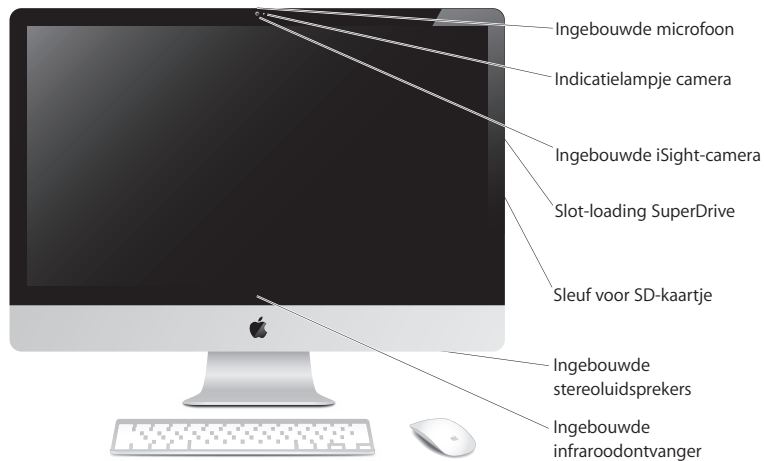 Ingebouwde microfoon
Indicatielampje camera
Ingebouwde iSight-camera
Slot-loading SuperDrive
Sleuf voor SD-kaartje
Ingebouwde
stereoluidsprekers
Ingebouwde
infraroodontvanger